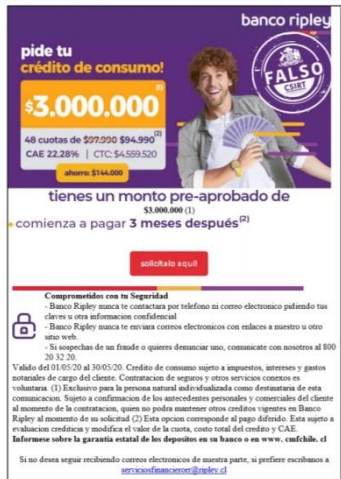 banco ripley
pide tu
crédito de consumo!
FALSO
CSIRT
$3.000.000 (1)
48 cuotas de $97.990 $94.990 (2)
CAE 22,28% | CTC: $4.559.520
ahorro: $144.000
tienes un monto pre-aprobado de
$3.000.000 (1)
comienza a pagar 3 meses después(2)
solicítalo aquí!
Comprometidos con tu Seguridad
- Banco Ripley nunca te contactara por telefono ni correo electronico pidiendo tus
claves u otra informacion confidencial
- Banco Ripley nunca te enviara correos electronicos con enlaces a nuestro u otro
sitio web.
- Si sospechas de un fraude o quieres denunciar uno, comunicate con nosotros al 800
20 32 20.
Valido del 01/05/20 al 30/05/20. Credito de consumo sujeto a impuestos, intereses y gastos
notariales de cargo del cliente. Contratacion de seguros y otros servicios conexos es
voluntaria. (1) Exclusivo para la persona natural individualizada como destinataria de esta
comunicacion. Sujeto a confirmacion de los antecedentes personales y comerciales del cliente
al momento de la contratacion, quien no podra mantener otros creditos vigentes en Banco
Ripley al momento de su solicitud (2) Esta opcion corresponde al pago diferido. Esta sujeto a
evaluacion crediticia y modifica el valor de la cuota, costo total del credito y CAE.
Informese sobre la garantia estatal de los depositos en su banco o en www. cmfchile. cl
Si no desea seguir recibiendo correos electronicos de nuestra parte, si prefiere escribanos a
serviciosfinancierorr@ripley.cl